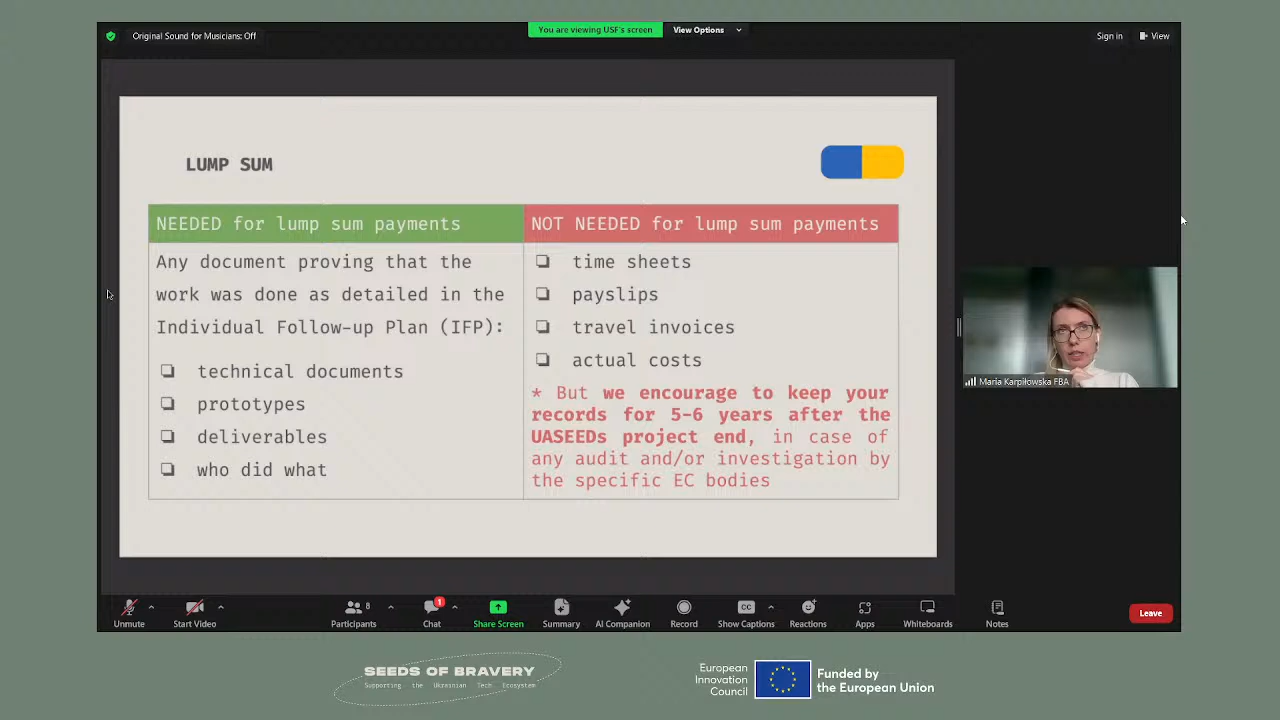 Original Sound for Musicians: Off
You are viewing USF's screen
View Options
Sign in
View
LUMP SUM
NEEDED for lump sum payments
NOT NEEDED for lump sum payments
Any document proving that the
work was done as detailed in the
Individual Follow-up Plan (IFP):
technical documents
prototypes
deliverables
who did what
time sheets
payslips
travel invoices
actual costs
* But we encourage to keep your
records for 5-6 years after the
UASEEDs project end, in case of
any audit and/or investigation by
the specific EC bodies
Maria Karpiłowska FBA
Unmute
Start Video
8
Participants
1
Chat
Share Screen
Summary
AI Companion
Record
CC
Show Captions
Reactions
Apps
Whiteboards
Notes
Leave
SEEDS OF BRAVERY
Supporting the Ukrainian Tech Ecosystem
European
Innovation
Council
Funded by
the European Union